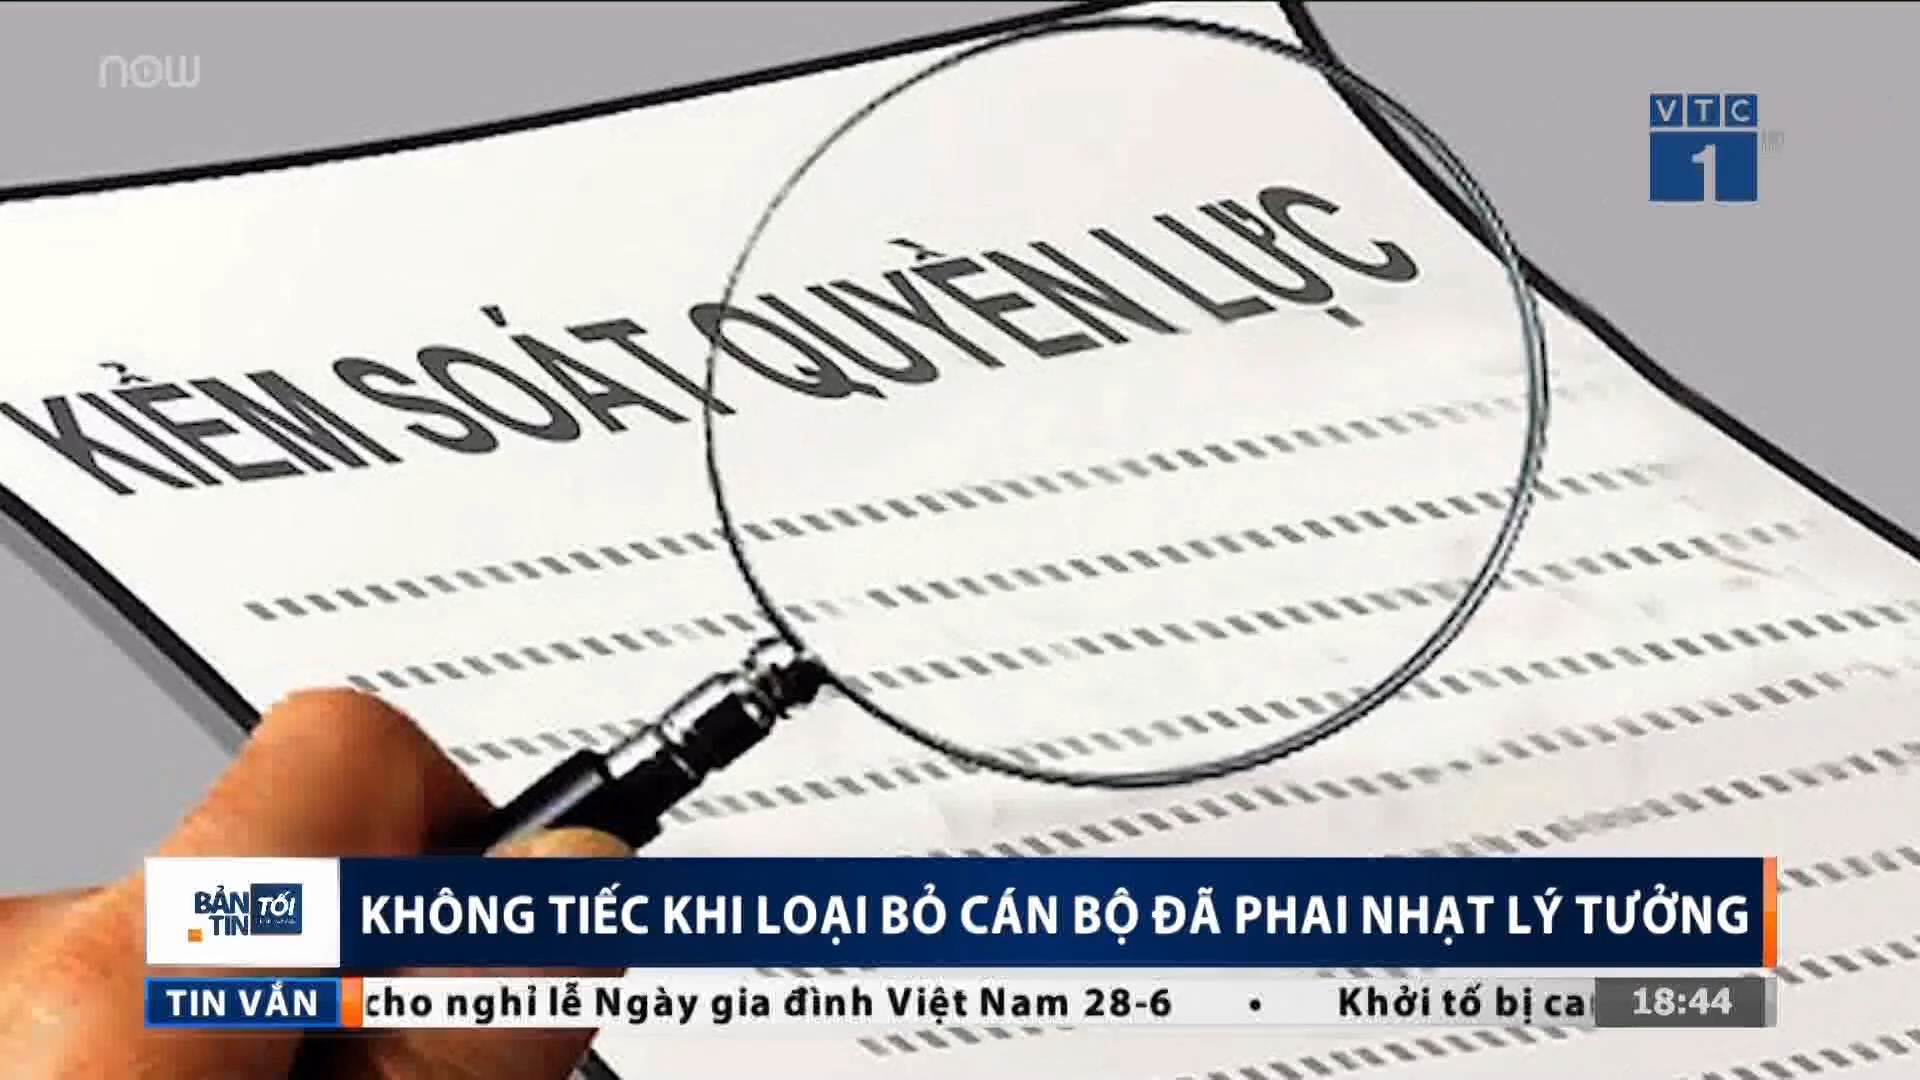 now
VTC
1
KIỂM SOÁT QUYỀN LỰC
BẢN TIN TỐI
KHÔNG TIẾC KHI LOẠI BỎ CÁN BỘ ĐÃ PHAI NHẠT LÝ TƯỞNG
TIN VẮN
cho nghỉ lễ Ngày gia đình Việt Nam 28-6 • Khởi tố bị ca
18:44